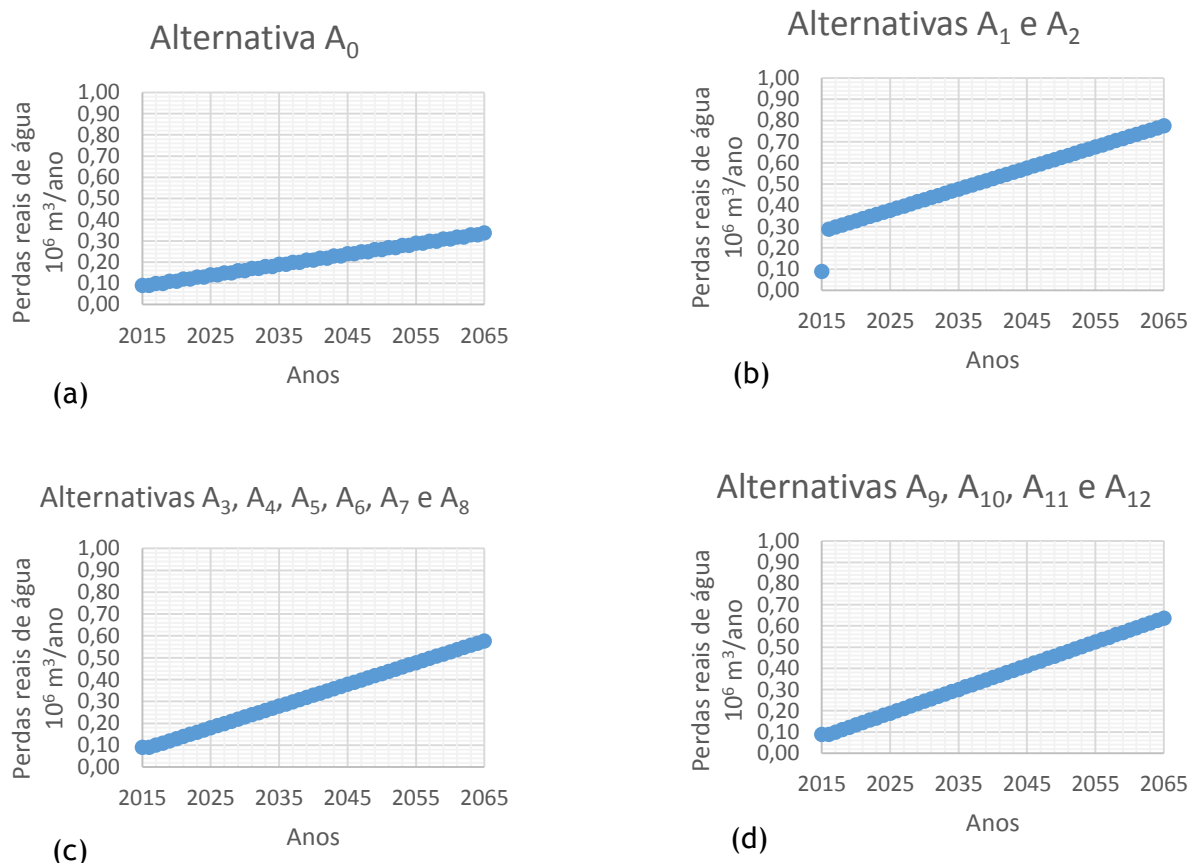 Alternativa A₀
Perdas reais de água
10⁶ m³/ano
1,00
0,90
0,80
0,70
0,60
0,50
0,40
0,30
0,20
0,10
0,00
2015 2025 2035 2045 2055 2065
Anos
(a)
Alternativas A₁ e A₂
Perdas reais de água
10⁶ m³/ano
1,00
0,90
0,80
0,70
0,60
0,50
0,40
0,30
0,20
0,10
0,00
2015 2025 2035 2045 2055 2065
Anos
(b)
Alternativas A₃, A₄, A₅, A₆, A₇ e A₈
Perdas reais de água
10⁶ m³/ano
1,00
0,90
0,80
0,70
0,60
0,50
0,40
0,30
0,20
0,10
0,00
2015 2025 2035 2045 2055 2065
Anos
(c)
Alternativas A₉, A₁₀, A₁₁ e A₁₂
Perdas reais de água
10⁶ m³/ano
1,00
0,90
0,80
0,70
0,60
0,50
0,40
0,30
0,20
0,10
0,00
2015 2025 2035 2045 2055 2065
Anos
(d)